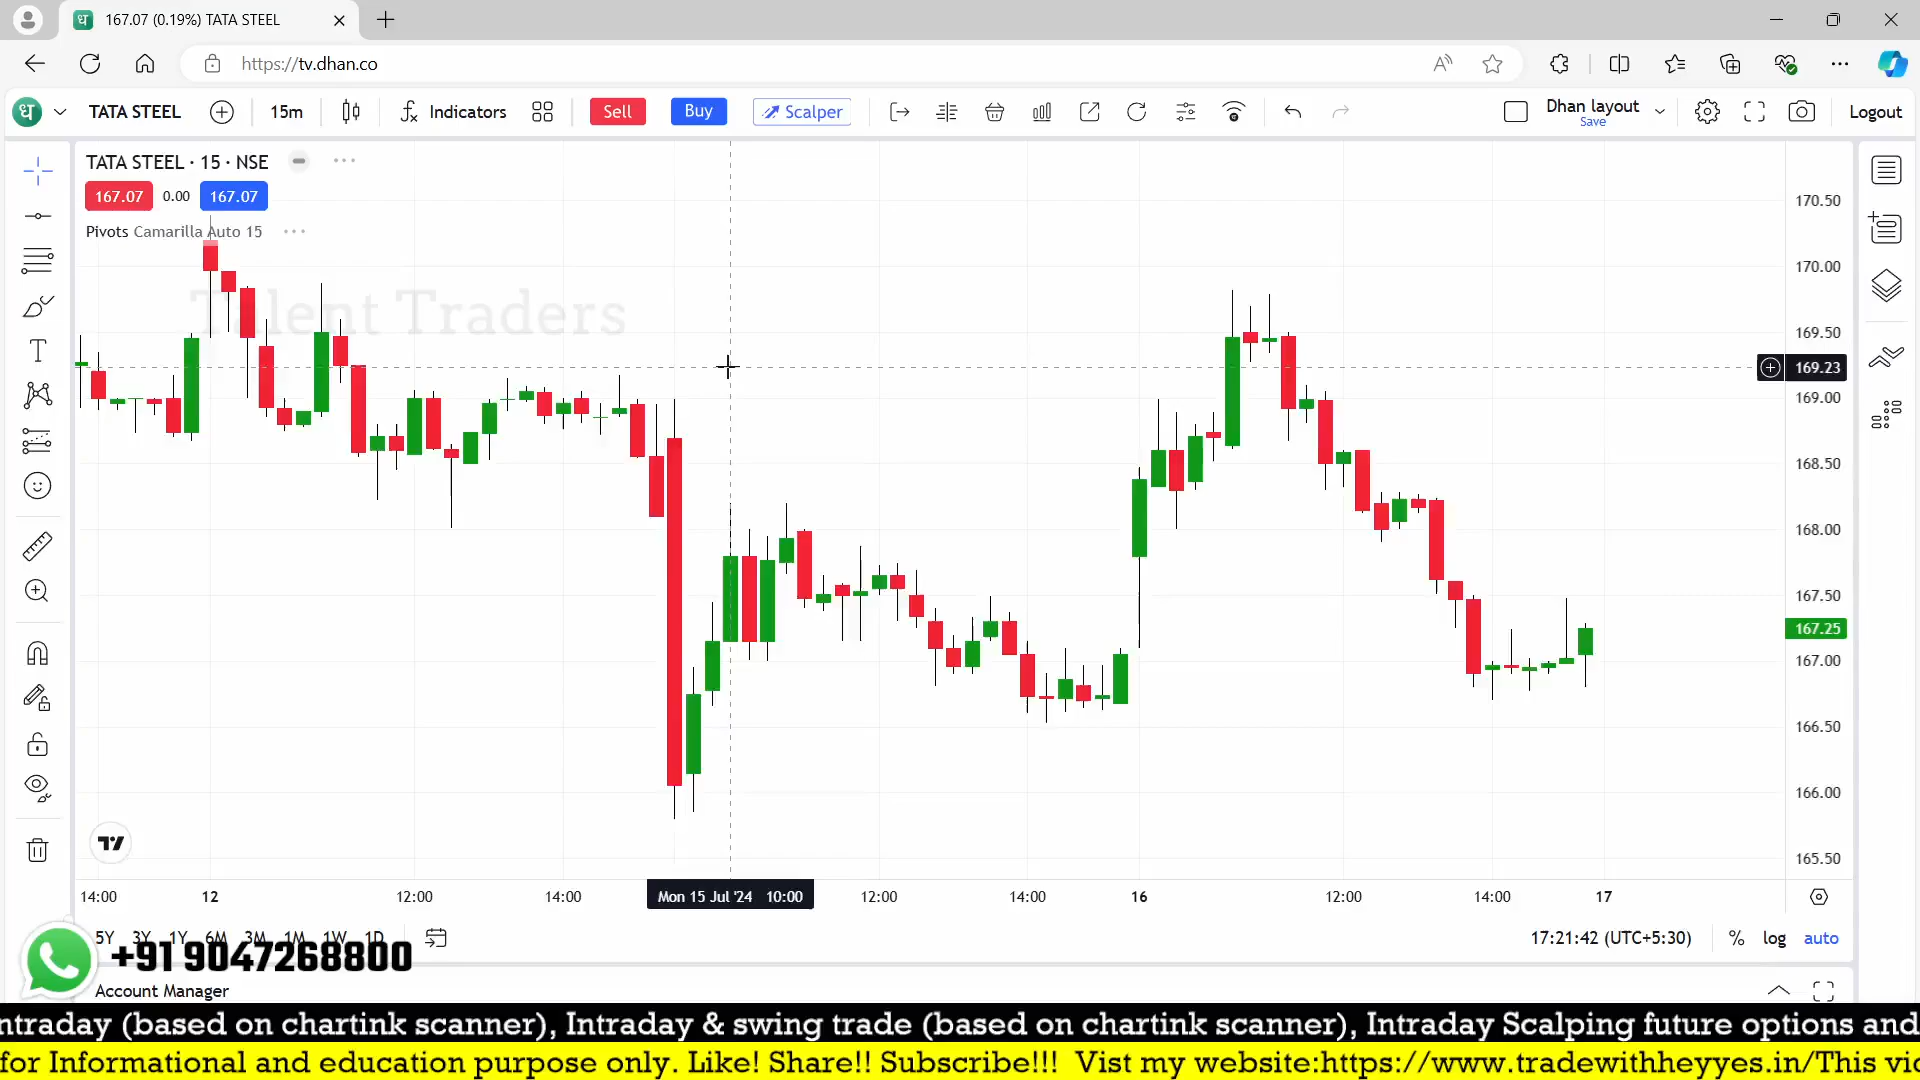 167.07 (0.19%) TATA STEEL
https://tv.dhan.co
ध TATA STEEL 15m Indicators Sell Buy Scalper Dhan layout Save Logout
TATA STEEL · 15 · NSE
167.07 0.00 167.07
Pivots Camarilla Auto 15
Talent Traders
170.50
170.00
169.50
169.23
169.00
168.50
168.00
167.50
167.25
167.00
166.50
166.00
165.50
14:00 12 12:00 14:00 Mon 15 Jul '24 10:00 12:00 14:00 16 12:00 14:00 17
5Y 3Y 1Y 6M 3M 1M 1W 1D 17:21:42 (UTC+5:30) % log auto
+91 9047268800
Account Manager
ntraday (based on chartink scanner), Intraday & swing trade (based on chartink scanner), Intraday Scalping future options and
for Informational and education purpose only. Like! Share!! Subscribe!!! Vist my website:https://www.tradewithheyyes.in/This vi